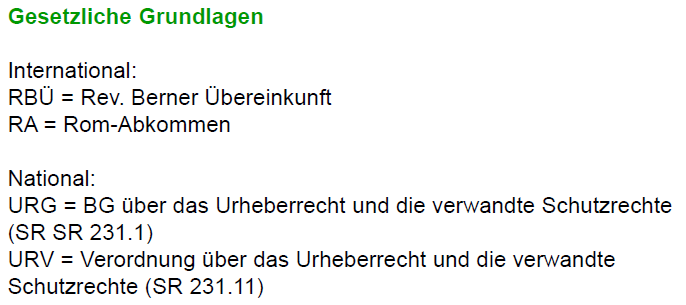 Gesetzliche Grundlagen
International:
RBÜ = Rev. Berner Übereinkunft
RA = Rom-Abkommen
National:
URG = BG über das Urheberrecht und die verwandte Schutzrechte
(SR SR 231.1)
URV = Verordnung über das Urheberrecht und die verwandte
Schutzrechte (SR 231.11)